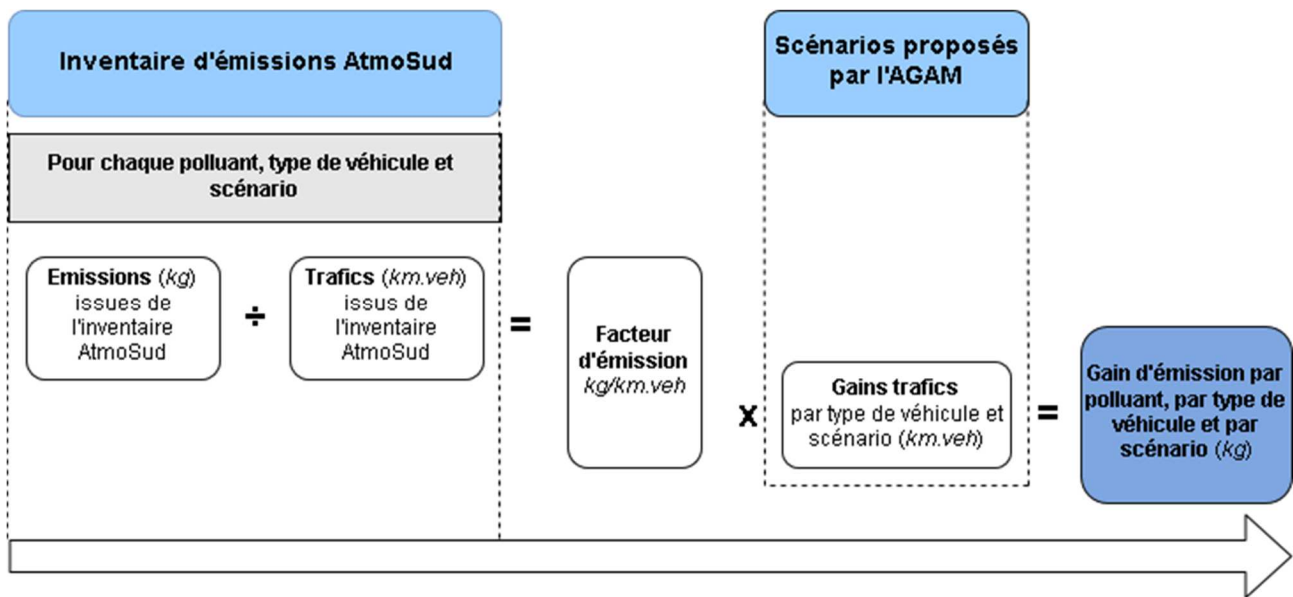 Inventaire d'émissions AtmoSud
Scénarios proposés
par l'AGAM
Pour chaque polluant, type de véhicule et
scénario
Emissions (kg)
issues de
l'inventaire
AtmoSud
÷
Trafics (km.veh)
issus de
l'inventaire
AtmoSud
=
Facteur
d'émission
kg/km.veh
x
Gains trafics
par type de véhicule et
scénario (km.veh)
=
Gain d'émission par
polluant, par type de
véhicule et par
scénario (kg)